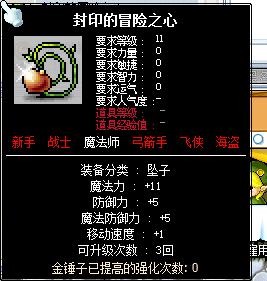 封印的冒险之心
要求等级： 11
要求力量： 0
要求敏捷： 0
要求智力： 0
要求运气： 0
要求人气度： -
道具等级： -
道具经验值： -
新手 战士 魔法师 弓箭手 飞侠 海盗
装备分类 ： 坠子
魔法力 ： +11
防御力 ： +5
魔法防御力 ： +5
移动速度 ： +1
可升级次数 ： 3回
金锤子已提高的强化次数: 0
雇用